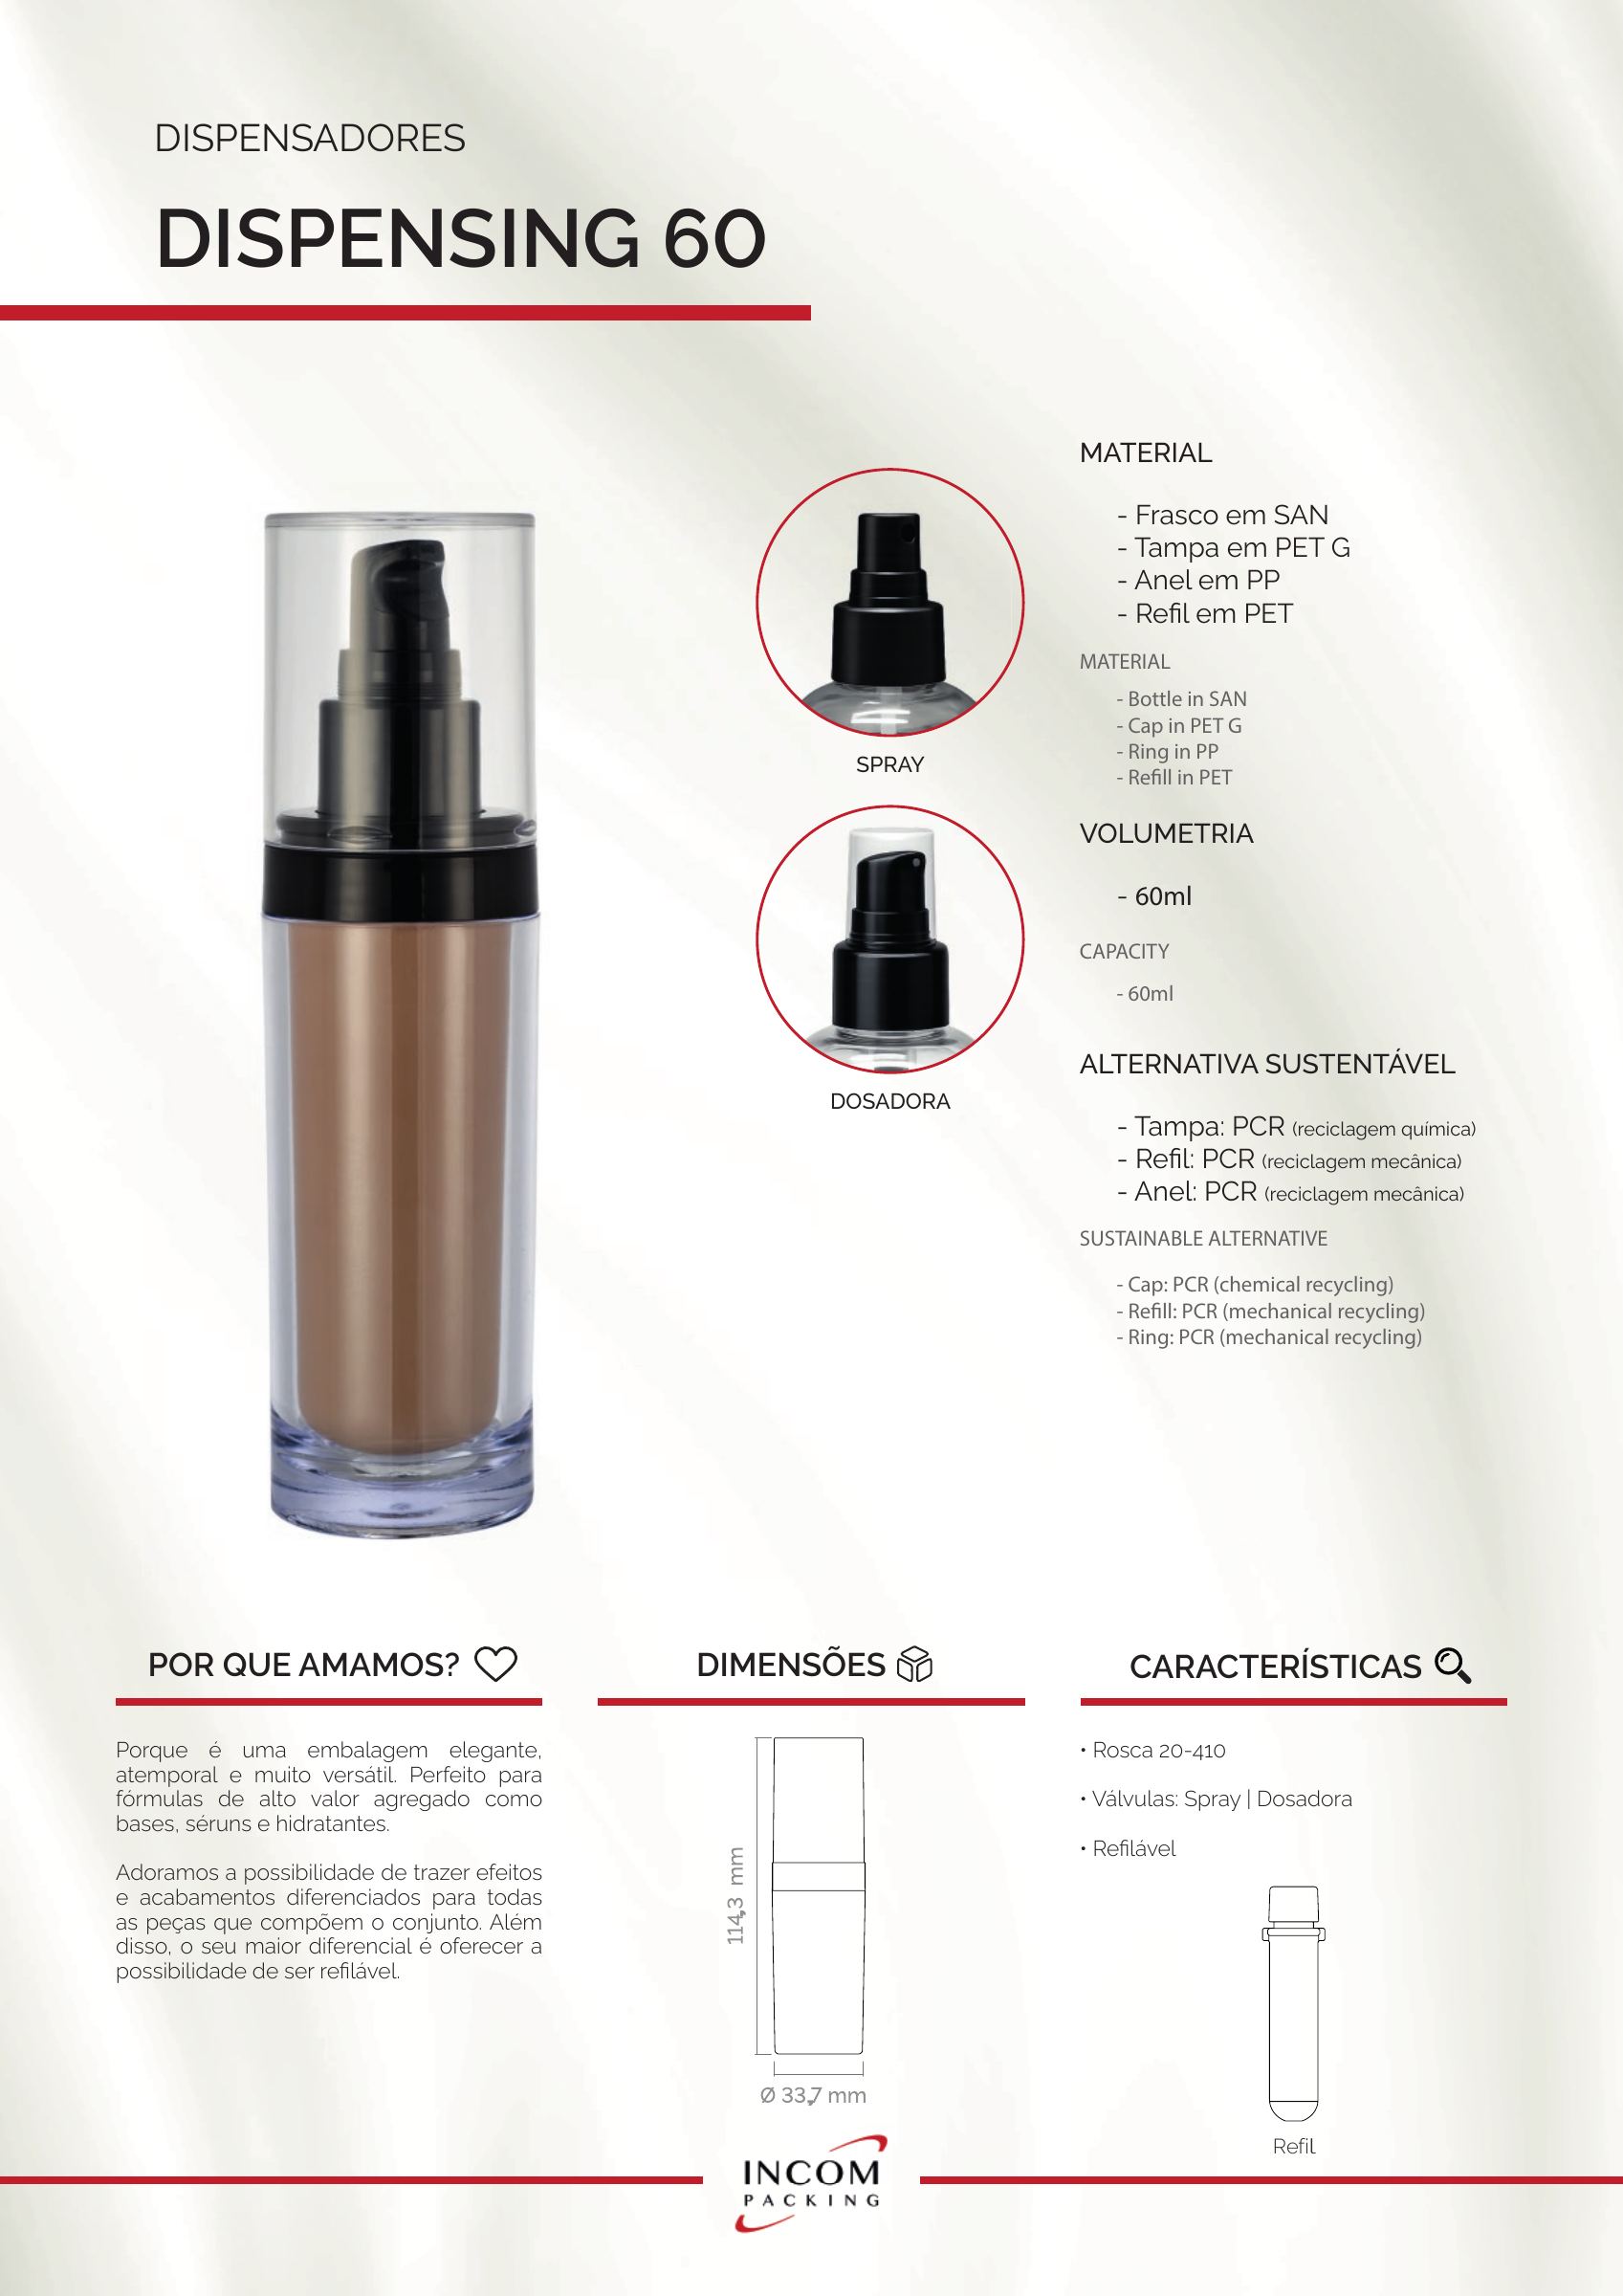 DISPENSADORES
DISPENSING 60
SPRAY
DOSADORA
MATERIAL
- Frasco em SAN
- Tampa em PET G
- Anel em PP
- Refil em PET
MATERIAL
- Bottle in SAN
- Cap in PET G
- Ring in PP
- Refill in PET
VOLUMETRIA
- 60ml
CAPACITY
- 60ml
ALTERNATIVA SUSTENTÁVEL
- Tampa: PCR (reciclagem química)
- Refil: PCR (reciclagem mecânica)
- Anel: PCR (reciclagem mecânica)
SUSTAINABLE ALTERNATIVE
- Cap: PCR (chemical recycling)
- Refill: PCR (mechanical recycling)
- Ring: PCR (mechanical recycling)
POR QUE AMAMOS?
Porque é uma embalagem elegante,
atemporal e muito versátil. Perfeito para
fórmulas de alto valor agregado como
bases, séruns e hidratantes.
Adoramos a possibilidade de trazer efeitos
e acabamentos diferenciados para todas
as peças que compõem o conjunto. Além
disso, o seu maior diferencial é oferecer a
possibilidade de ser refilável.
DIMENSÕES
114,3 mm
Ø 33,7 mm
CARACTERÍSTICAS
• Rosca 20-410
• Válvulas: Spray | Dosadora
• Refilável
Refil
INCOM
PACKING